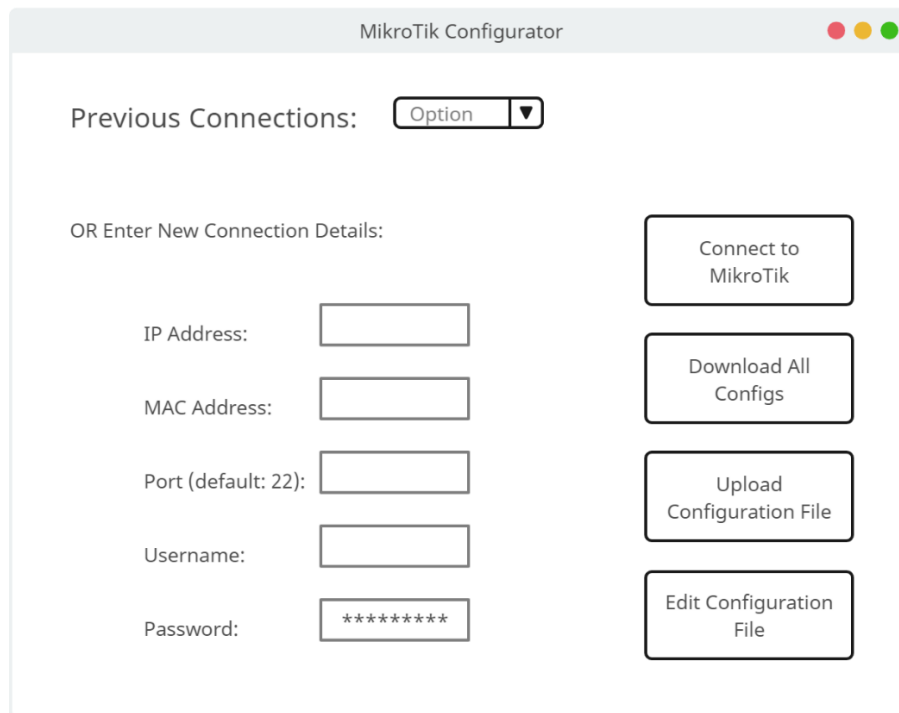 MikroTik Configurator
Previous Connections:
Option
OR Enter New Connection Details:
IP Address:
MAC Address:
Port (default: 22):
Username:
Password:
*********
Connect to
MikroTik
Download All
Configs
Upload
Configuration File
Edit Configuration
File